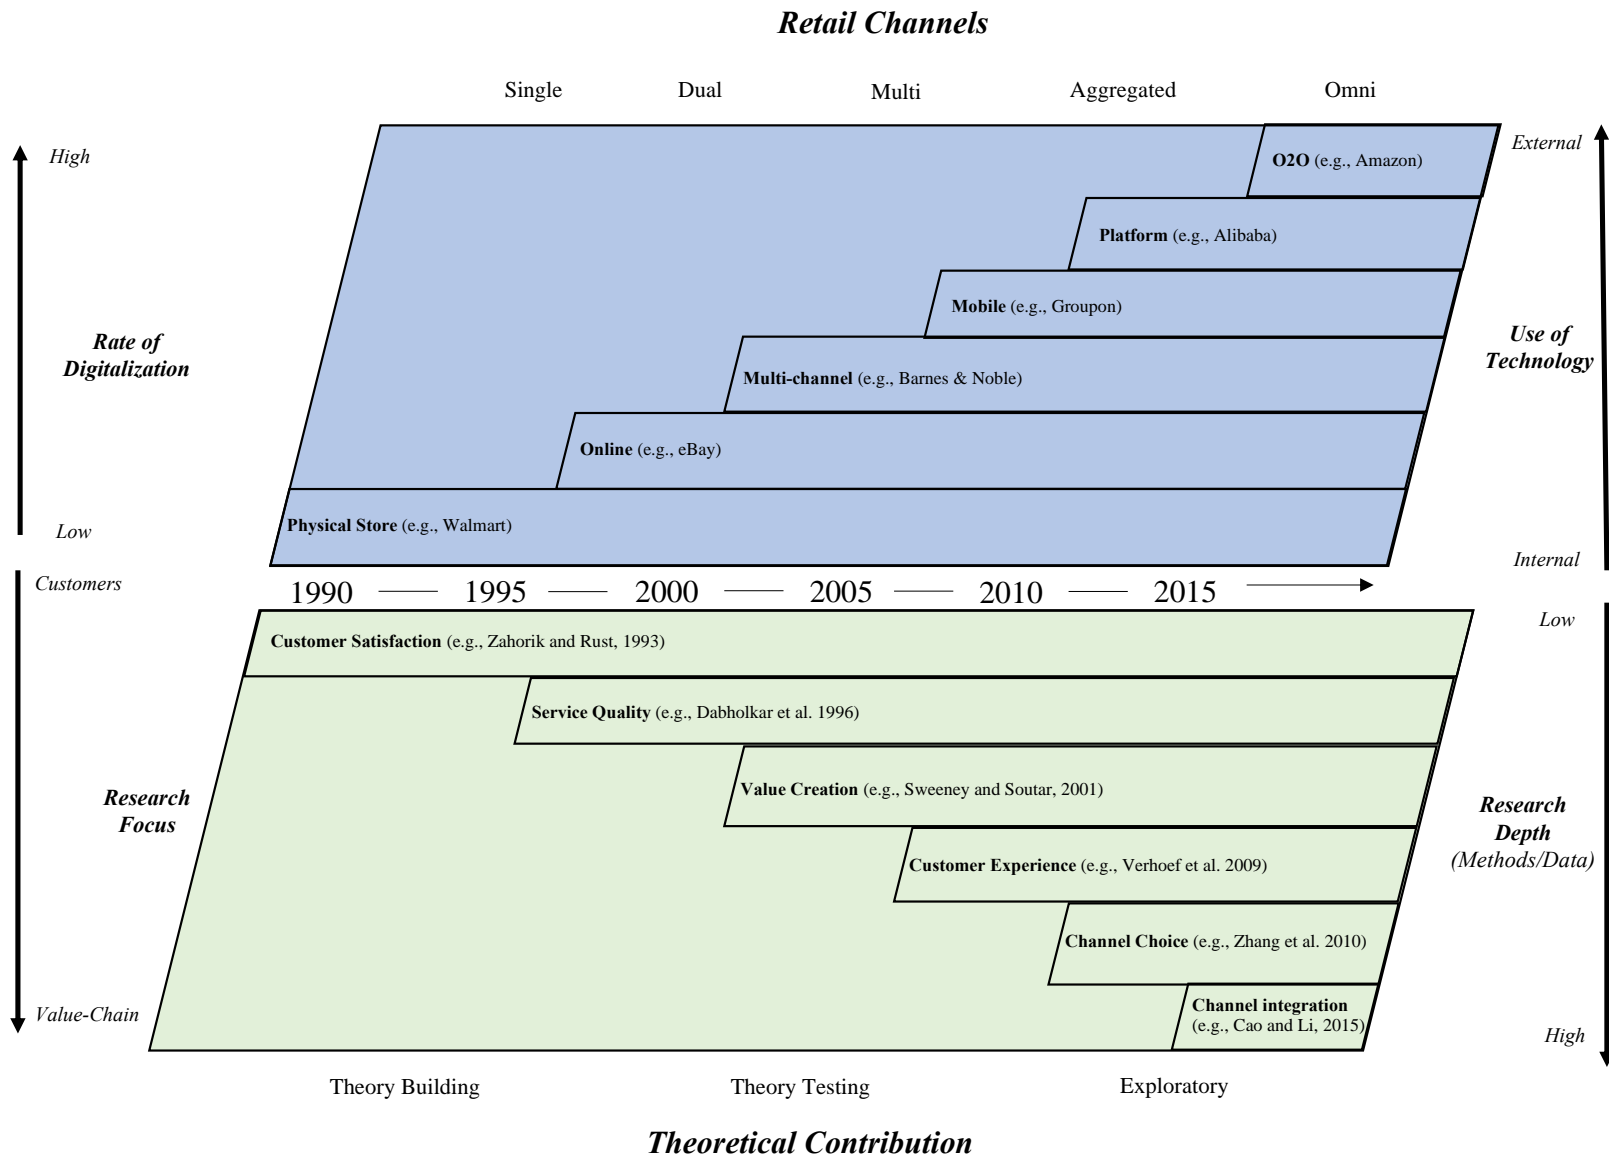 Retail Channels
Single Dual Multi Aggregated Omni
High
External
O2O (e.g., Amazon)
Platform (e.g., Alibaba)
Mobile (e.g., Groupon)
Rate of
Digitalization
Use of
Technology
Multi-channel (e.g., Barnes & Noble)
Online (e.g., eBay)
Physical Store (e.g., Walmart)
Low
Internal
Customers
1990 1995 2000 2005 2010 2015
Low
Customer Satisfaction (e.g., Zahorik and Rust, 1993)
Service Quality (e.g., Dabholkar et al. 1996)
Value Creation (e.g., Sweeney and Soutar, 2001)
Research
Focus
Research
Depth
(Methods/Data)
Customer Experience (e.g., Verhoef et al. 2009)
Channel Choice (e.g., Zhang et al. 2010)
Channel integration
(e.g., Cao and Li, 2015)
Value-Chain
High
Theory Building Theory Testing Exploratory
Theoretical Contribution